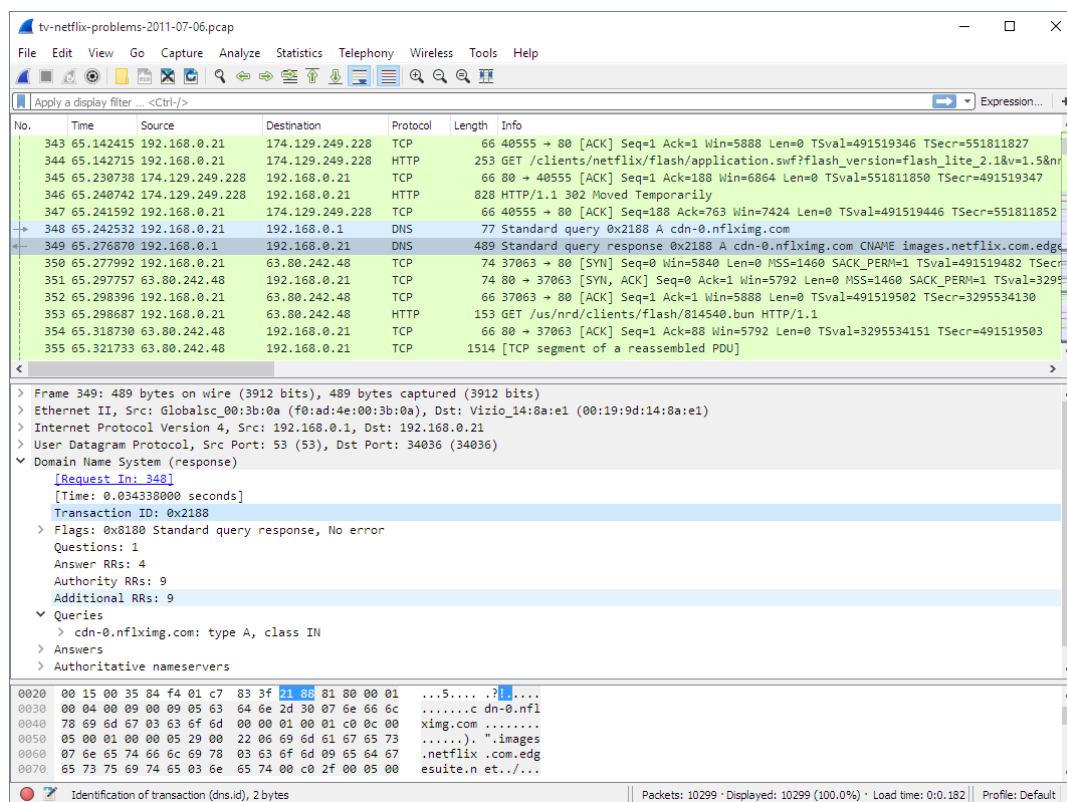 tv-netflix-problems-2011-07-06.pcap
File Edit View Go Capture Analyze Statistics Telephony Wireless Tools Help
Apply a display filter ... <Ctrl-/> Expression... +
No. Time Source Destination Protocol Length Info
343 65.142415 192.168.0.21 174.129.249.228 TCP 66 40555 → 80 [ACK] Seq=1 Ack=1 Win=5888 Len=0 TSval=491519346 TSecr=551811827
344 65.142715 192.168.0.21 174.129.249.228 HTTP 253 GET /clients/netflix/flash/application.swf?flash_version=flash_lite_2.1&v=1.5&nr
345 65.230738 174.129.249.228 192.168.0.21 TCP 66 80 → 40555 [ACK] Seq=1 Ack=188 Win=6864 Len=0 TSval=551811850 TSecr=491519347
346 65.240742 174.129.249.228 192.168.0.21 HTTP 828 HTTP/1.1 302 Moved Temporarily
347 65.241592 192.168.0.21 174.129.249.228 TCP 66 40555 → 80 [ACK] Seq=188 Ack=763 Win=7424 Len=0 TSval=491519446 TSecr=551811852
348 65.242532 192.168.0.21 192.168.0.1 DNS 77 Standard query 0x2188 A cdn-0.nflximg.com
349 65.276870 192.168.0.1 192.168.0.21 DNS 489 Standard query response 0x2188 A cdn-0.nflximg.com CNAME images.netflix.com.edge
350 65.277992 192.168.0.21 63.80.242.48 TCP 74 37063 → 80 [SYN] Seq=0 Win=5840 Len=0 MSS=1460 SACK_PERM=1 TSval=491519482 TSecr
351 65.297757 63.80.242.48 192.168.0.21 TCP 74 80 → 37063 [SYN, ACK] Seq=0 Ack=1 Win=5792 Len=0 MSS=1460 SACK_PERM=1 TSval=3295
352 65.298396 192.168.0.21 63.80.242.48 TCP 66 37063 → 80 [ACK] Seq=1 Ack=1 Win=5888 Len=0 TSval=491519502 TSecr=3295534130
353 65.298687 192.168.0.21 63.80.242.48 HTTP 153 GET /us/nrd/clients/flash/814540.bun HTTP/1.1
354 65.318730 63.80.242.48 192.168.0.21 TCP 66 80 → 37063 [ACK] Seq=1 Ack=88 Win=5792 Len=0 TSval=3295534151 TSecr=491519503
355 65.321733 63.80.242.48 192.168.0.21 TCP 1514 [TCP segment of a reassembled PDU]
Frame 349: 489 bytes on wire (3912 bits), 489 bytes captured (3912 bits)
Ethernet II, Src: Globalsc_00:3b:0a (f0:ad:4e:00:3b:0a), Dst: Vizio_14:8a:e1 (00:19:9d:14:8a:e1)
Internet Protocol Version 4, Src: 192.168.0.1, Dst: 192.168.0.21
User Datagram Protocol, Src Port: 53 (53), Dst Port: 34036 (34036)
Domain Name System (response)
[Request In: 348]
[Time: 0.034338000 seconds]
Transaction ID: 0x2188
Flags: 0x8180 Standard query response, No error
Questions: 1
Answer RRs: 4
Authority RRs: 9
Additional RRs: 9
Queries
cdn-0.nflximg.com: type A, class IN
Answers
Authoritative nameservers
0020 00 15 00 35 84 f4 01 c7 83 3f 21 88 81 80 00 01 ...5.... .?!.....
0030 00 04 00 09 00 09 05 63 64 6e 2d 30 07 6e 66 6c .......c dn-0.nfl
0040 78 69 6d 67 03 63 6f 6d 00 00 01 00 01 c0 0c 00 ximg.com ........
0050 05 00 01 00 00 05 29 00 22 06 69 6d 61 67 65 73 ......). ".images
0060 07 6e 65 74 66 6c 69 78 03 63 6f 6d 09 65 64 67 .netflix .com.edg
0070 65 73 75 69 74 65 03 6e 65 74 00 c0 2f 00 05 00 esuite.n et../...
Identification of transaction (dns.id), 2 bytes Packets: 10299 · Displayed: 10299 (100.0%) · Load time: 0:0.182 Profile: Default